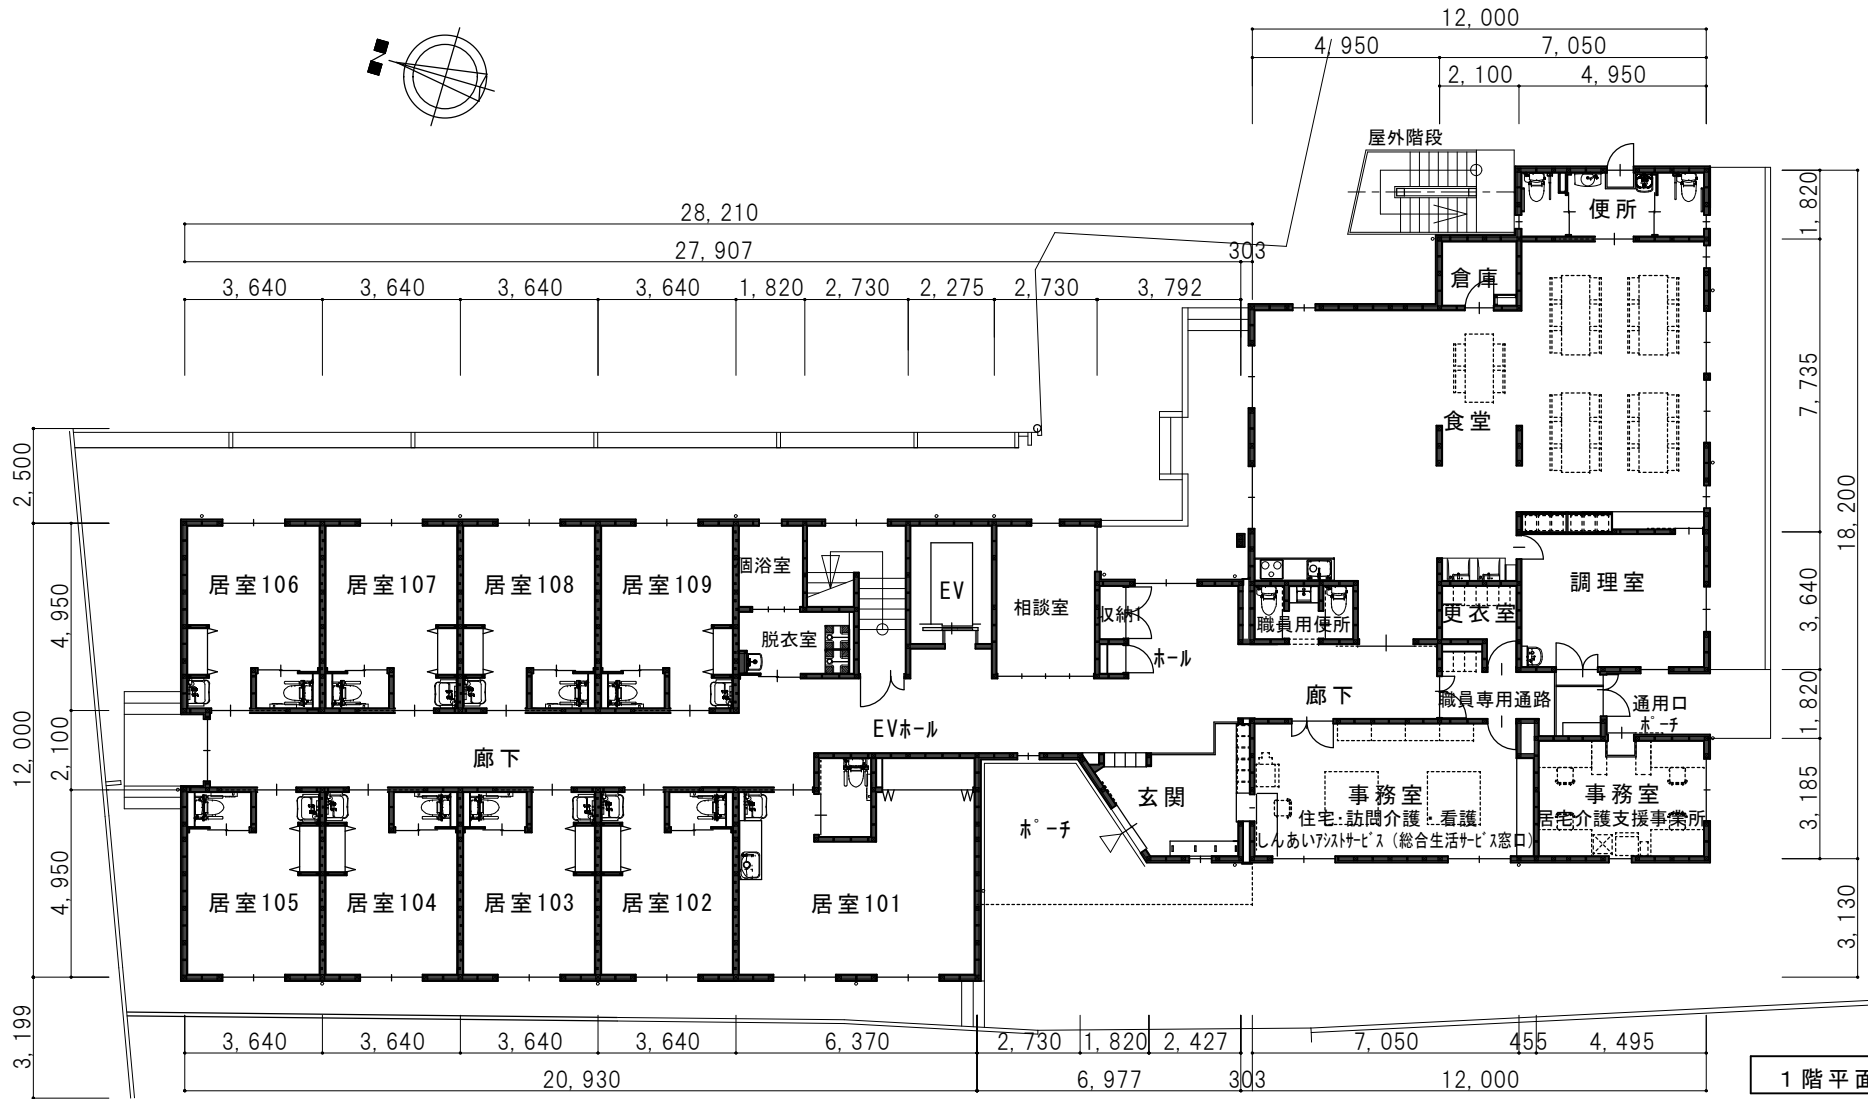 12,000
4,950
7,050
2,100
4,950
屋外階段
28,210
27,907
303
3,640
3,640
3,640
3,640
1,820
2,730
2,275
2,730
3,792
便所
倉庫
食堂
1,820
7,735
18,200
3,640
1,820
3,185
3,130
2,500
4,950
12,000
2,100
4,950
3,199
居室106
居室107
居室108
居室109
個浴室
脱衣室
EV
相談室
収納1
ホール
職員用便所
更衣室
調理室
EVホール
廊下
廊下
職員専用通路
通用口
ポーチ
玄関
ポーチ
事務室
住宅・訪問介護・看護
しんあいアシストサービス(総合生活サービス窓口)
事務室
居宅介護支援事業所
居室105
居室104
居室103
居室102
居室101
3,640
3,640
3,640
3,640
6,370
2,730
1,820
2,427
7,050
455
4,495
20,930
6,977
303
12,000
1階平面